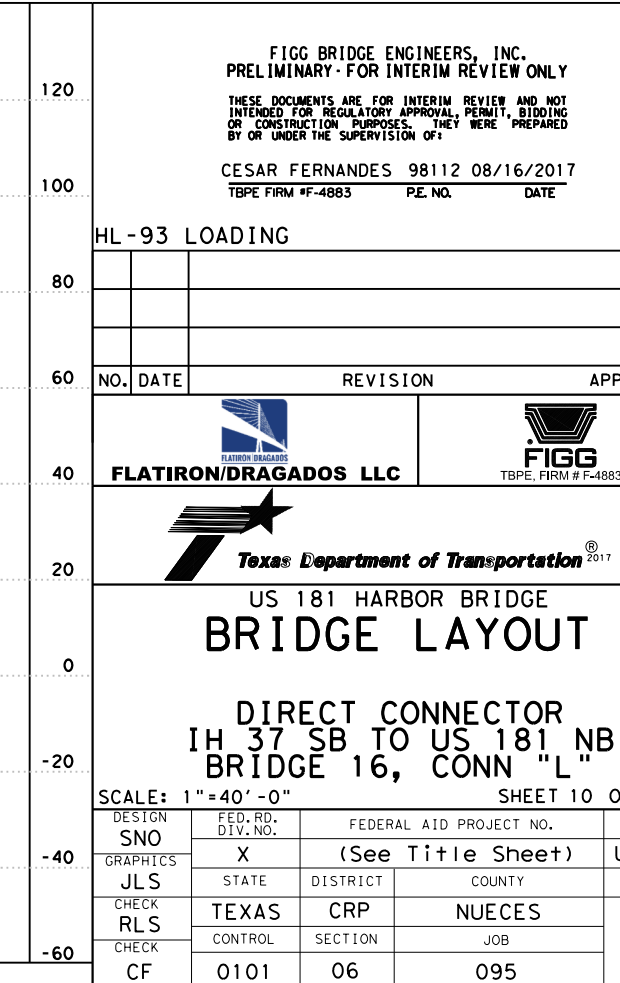 120
100
80
60
40
20
0
-20
-40
-60
FIGG BRIDGE ENGINEERS, INC.
PRELIMINARY - FOR INTERIM REVIEW ONLY
THESE DOCUMENTS ARE FOR INTERIM REVIEW AND NOT
INTENDED FOR REGULATORY APPROVAL, PERMIT, BIDDING
OR CONSTRUCTION PURPOSES. THEY WERE PREPARED
BY OR UNDER THE SUPERVISION OF:
CESAR FERNANDES 98112 08/16/2017
TBPE FIRM #F-4883 P.E. NO. DATE
HL-93 LOADING
NO. DATE REVISION APP
FLATIRON DRAGADOS
FLATIRON/DRAGADOS LLC
FIGG
TBPE, FIRM # F-4883
Texas Department of Transportation ® 2017
US 181 HARBOR BRIDGE
BRIDGE LAYOUT
DIRECT CONNECTOR
IH 37 SB TO US 181 NB
BRIDGE 16, CONN "L"
SCALE: 1"=40'-0" SHEET 10 O
DESIGN FED.RD. DIV.NO. FEDERAL AID PROJECT NO.
SNO X (See Title Sheet) U
GRAPHICS STATE DISTRICT COUNTY
JLS
CHECK TEXAS CRP NUECES
RLS
CHECK CONTROL SECTION JOB
CF 0101 06 095